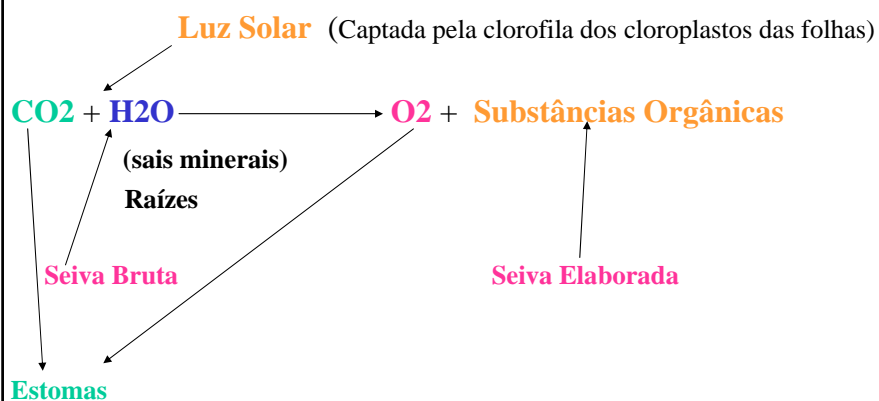 Luz Solar (Captada pela clorofila dos cloroplastos das folhas)
CO2 + H2O O2 + Substâncias Orgânicas
(sais minerais)
Raízes
Seiva Bruta Seiva Elaborada
Estomas